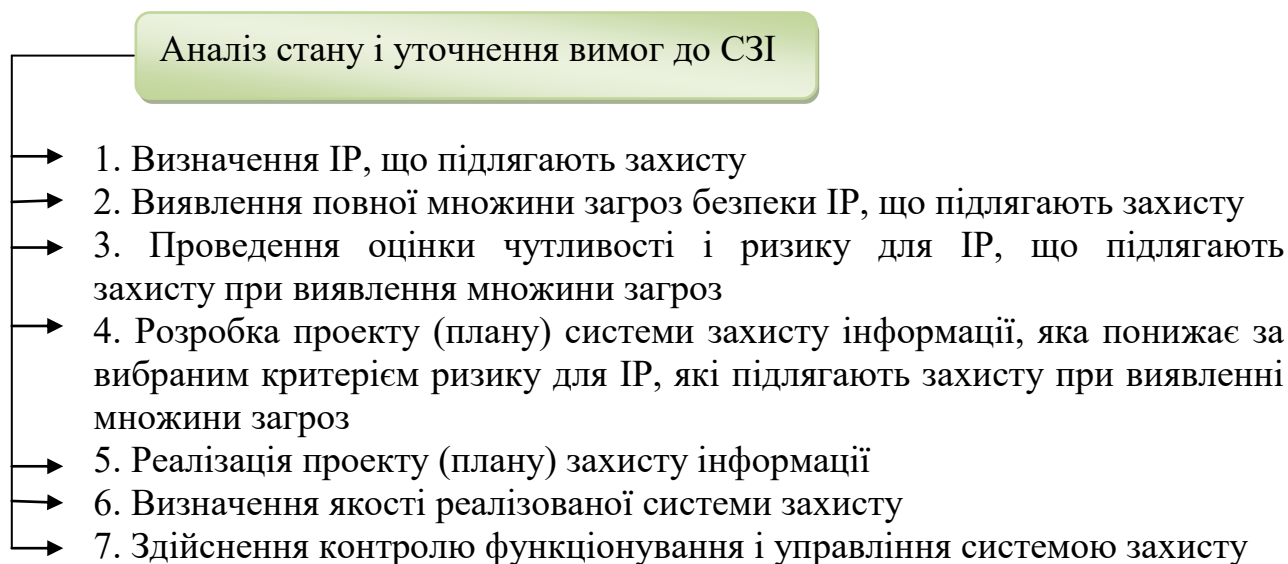 Аналіз стану і уточнення вимог до СЗІ
1. Визначення ІР, що підлягають захисту
2. Виявлення повної множини загроз безпеки ІР, що підлягають захисту
3. Проведення оцінки чутливості і ризику для ІР, що підлягають
захисту при виявлення множини загроз
4. Розробка проекту (плану) системи захисту інформації, яка понижає за
вибраним критерієм ризику для ІР, які підлягають захисту при виявленні
множини загроз
5. Реалізація проекту (плану) захисту інформації
6. Визначення якості реалізованої системи захисту
7. Здійснення контролю функціонування і управління системою захисту